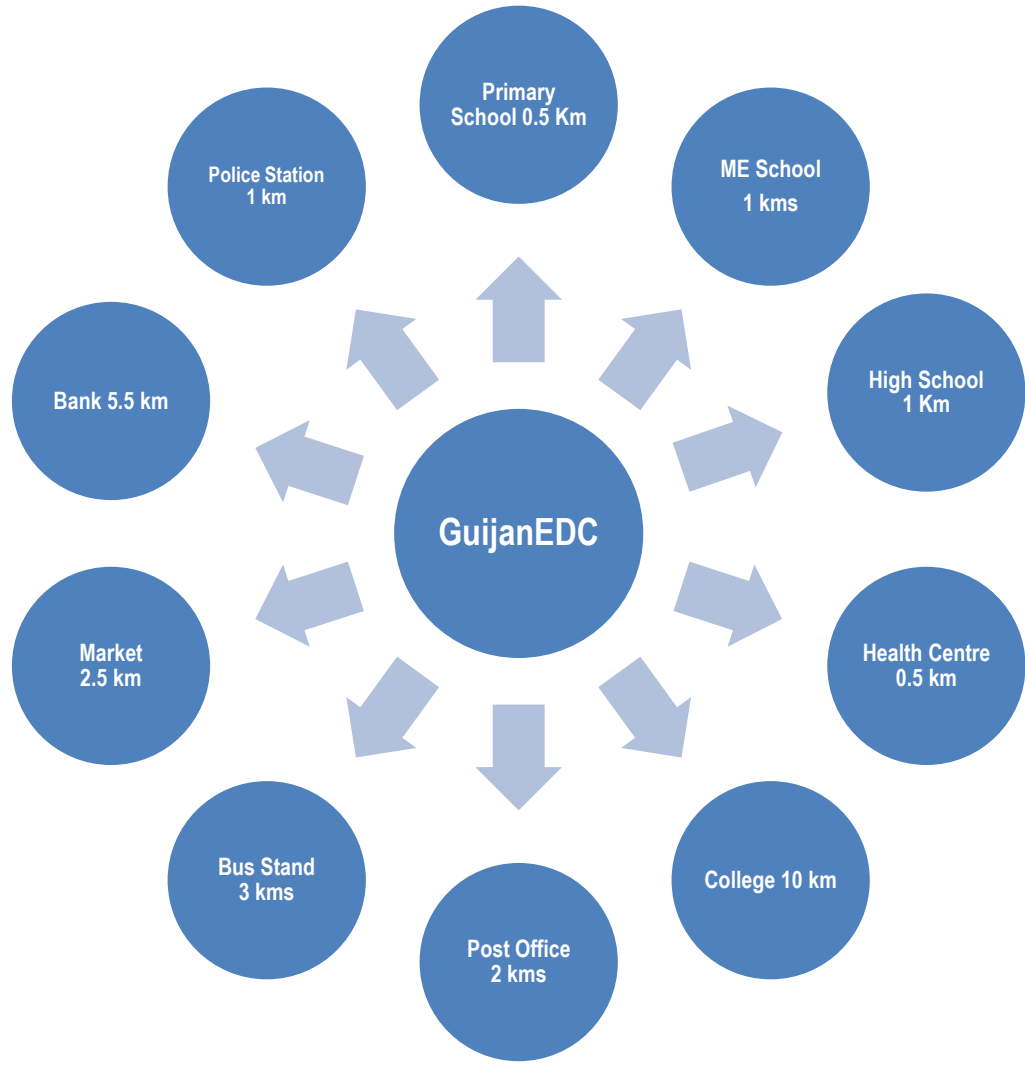 Primary
School 0.5 Km
ME School
1 kms
High School
1 Km
Health Centre
0.5 km
College 10 km
Post Office
2 kms
Bus Stand
3 kms
Market
2.5 km
Bank 5.5 km
Police Station
1 km
GuijanEDC